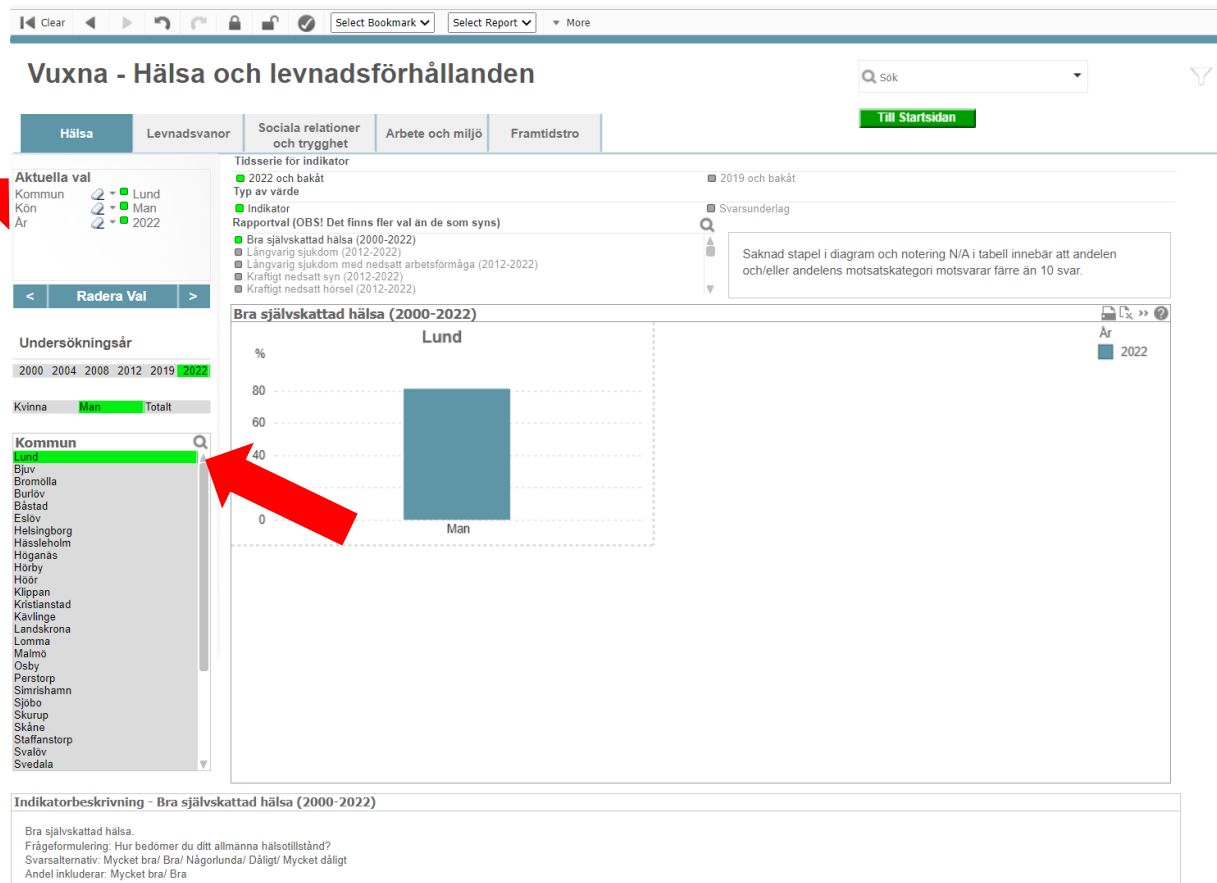 Clear Select Bookmark Select Report More
Vuxna - Hälsa och levnadsförhållanden
Sök
Till Startsidan
Hälsa Levnadsvanor Sociala relationer och trygghet Arbete och miljö Framtidstro
Aktuella val
Kommun Lund
Kön Man
År 2022
< Radera Val >
Undersökningsår
2000 2004 2008 2012 2019 2022
Kvinna Man Totalt
Kommun
Lund
Bjuv
Bromölla
Burlöv
Båstad
Eslöv
Helsingborg
Hässleholm
Höganäs
Hörby
Höör
Klippan
Kristianstad
Kävlinge
Landskrona
Lomma
Malmö
Osby
Perstorp
Simrishamn
Sjöbo
Skurup
Skåne
Staffanstorp
Svalöv
Svedala
Tidsserie för indikator
2022 och bakåt 2019 och bakåt
Typ av värde
Indikator Svarsunderlag
Rapportval (OBS! Det finns fler val än de som syns)
Bra självskattad hälsa (2000-2022)
Långvarig sjukdom (2012-2022)
Långvarig sjukdom med nedsatt arbetsförmåga (2012-2022)
Kraftigt nedsatt syn (2012-2022)
Kraftigt nedsatt hörsel (2012-2022)
Saknad stapel i diagram och notering N/A i tabell innebär att andelen
och/eller andelens motsatskategori motsvarar färre än 10 svar.
Bra självskattad hälsa (2000-2022)
Lund
%
80
60
40
0
Man
År
2022
Indikatorbeskrivning - Bra självskattad hälsa (2000-2022)
Bra självskattad hälsa.
Frågeformulering: Hur bedömer du ditt allmänna hälsotillstånd?
Svarsalternativ: Mycket bra/ Bra/ Någorlunda/ Dåligt/ Mycket dåligt
Andel inkluderar: Mycket bra/ Bra